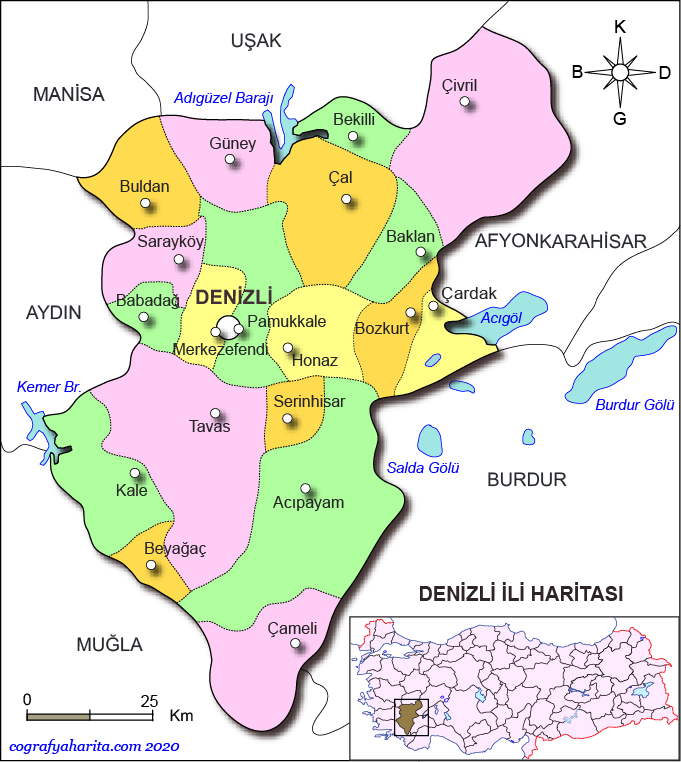 UŞAK
K
B
D
G
MANİSA
Adıgüzel Barajı
Çivril
Bekilli
Güney
Buldan
Çal
Sarayköy
Baklan
AFYONKARAHİSAR
Babadağ
DENİZLİ
Çardak
AYDIN
Pamukkale
Bozkurt
Acıgöl
Merkezefendi
Honaz
Kemer Br.
Serinhisar
Burdur Gölü
Tavas
Salda Gölü
BURDUR
Kale
Acıpayam
Beyağaç
DENİZLİ İLİ HARİTASI
MUĞLA
Çameli
0
25
Km
cografyaharita.com 2020